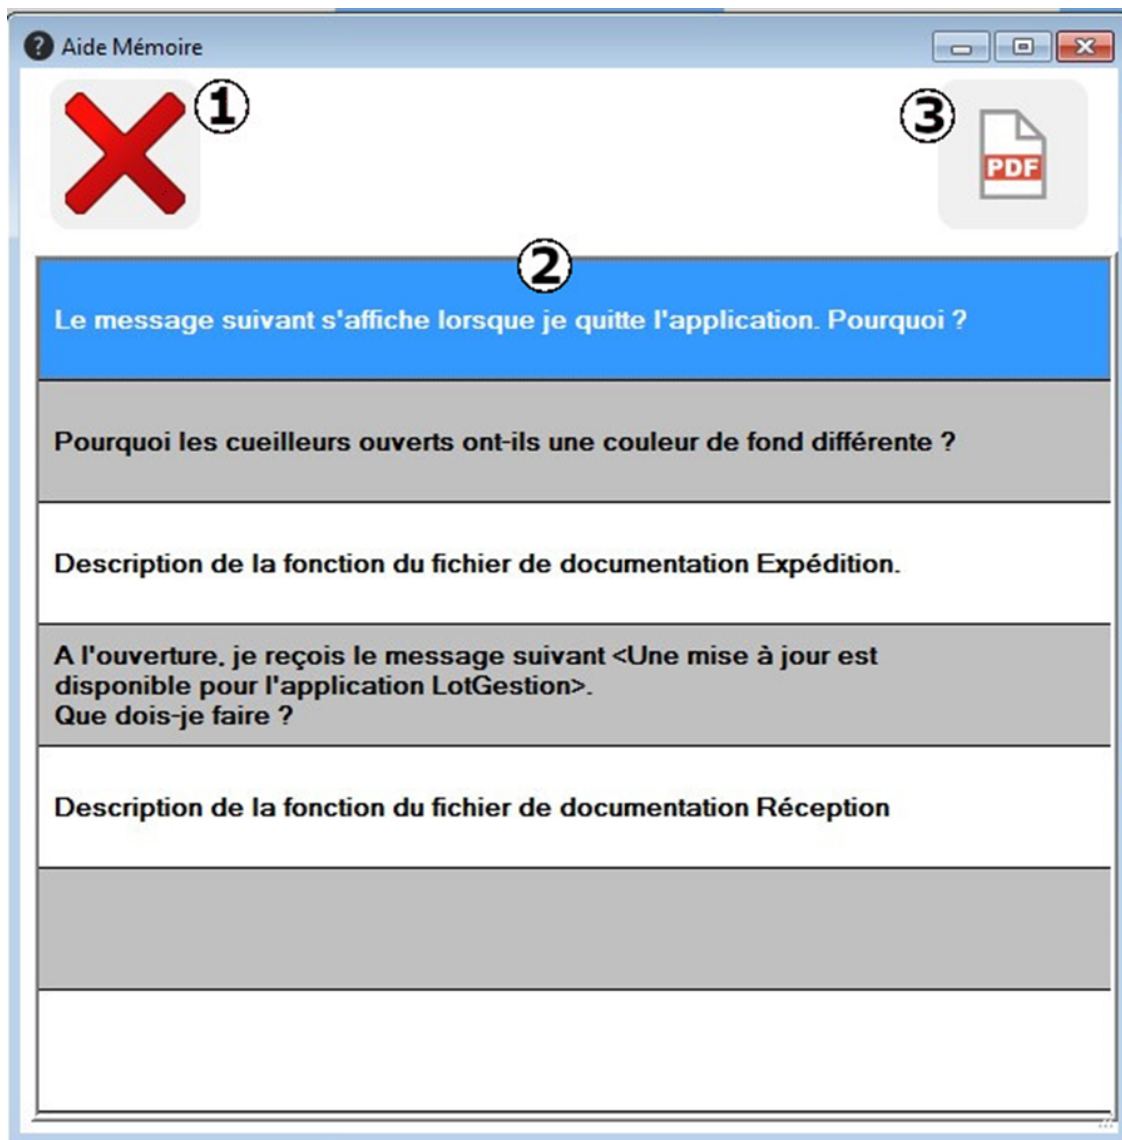 Aide Mémoire
①
③
PDF
②
Le message suivant s'affiche lorsque je quitte l'application. Pourquoi ?
Pourquoi les cueilleurs ouverts ont-ils une couleur de fond différente ?
Description de la fonction du fichier de documentation Expédition.
A l'ouverture, je reçois le message suivant <Une mise à jour est
disponible pour l'application LotGestion>.
Que dois-je faire ?
Description de la fonction du fichier de documentation Réception